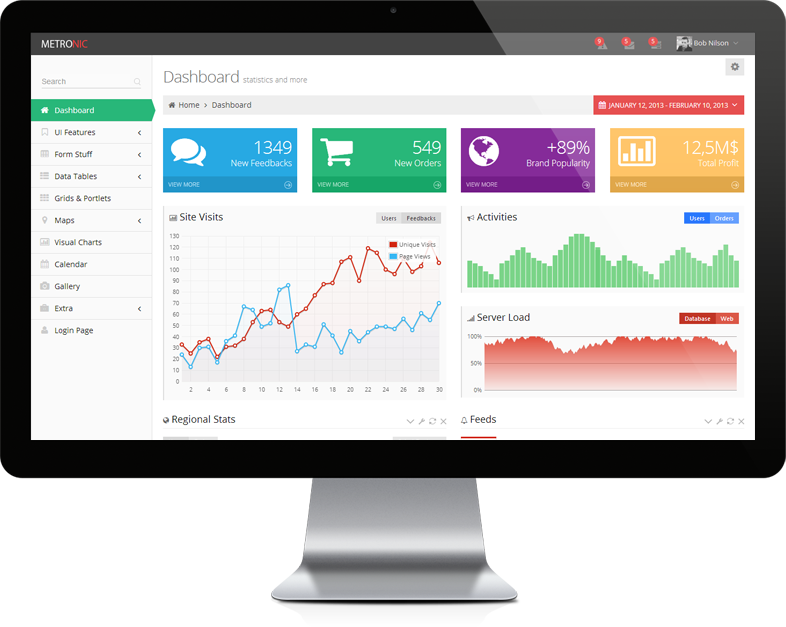 METRONIC
9
5
5
Bob Nilson
Search
Dashboard
UI Features
Form Stuff
Data Tables
Grids & Portlets
Maps
Visual Charts
Calendar
Gallery
Extra
Login Page
Dashboard statistics and more
Home > Dashboard
JANUARY 12, 2013 - FEBRUARY 10, 2013
1349
New Feedbacks
VIEW MORE
549
New Orders
VIEW MORE
+89%
Brand Popularity
VIEW MORE
12,5M$
Total Profit
VIEW MORE
Site Visits
Users Feedbacks
Unique Visits
Page Views
130
120
110
100
90
80
70
60
50
40
30
20
10
0
2 4 6 8 10 12 14 16 18 20 22 24 26 28 30
Activities
Users Orders
Server Load
Database Web
100%
50%
0%
Regional Stats
Feeds